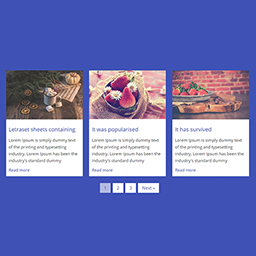 Letraset sheets containing
Lorem Ipsum is simply dummy text
of the printing and typesetting
industry. Lorem Ipsum has been the
industry's standard dummy
Read more
It was popularised
Lorem Ipsum is simply dummy text
of the printing and typesetting
industry. Lorem Ipsum has been the
industry's standard dummy
Read more
It has survived
Lorem Ipsum is simply dummy text
of the printing and typesetting
industry. Lorem Ipsum has been the
industry's standard dummy
Read more
1 2 3 Next »